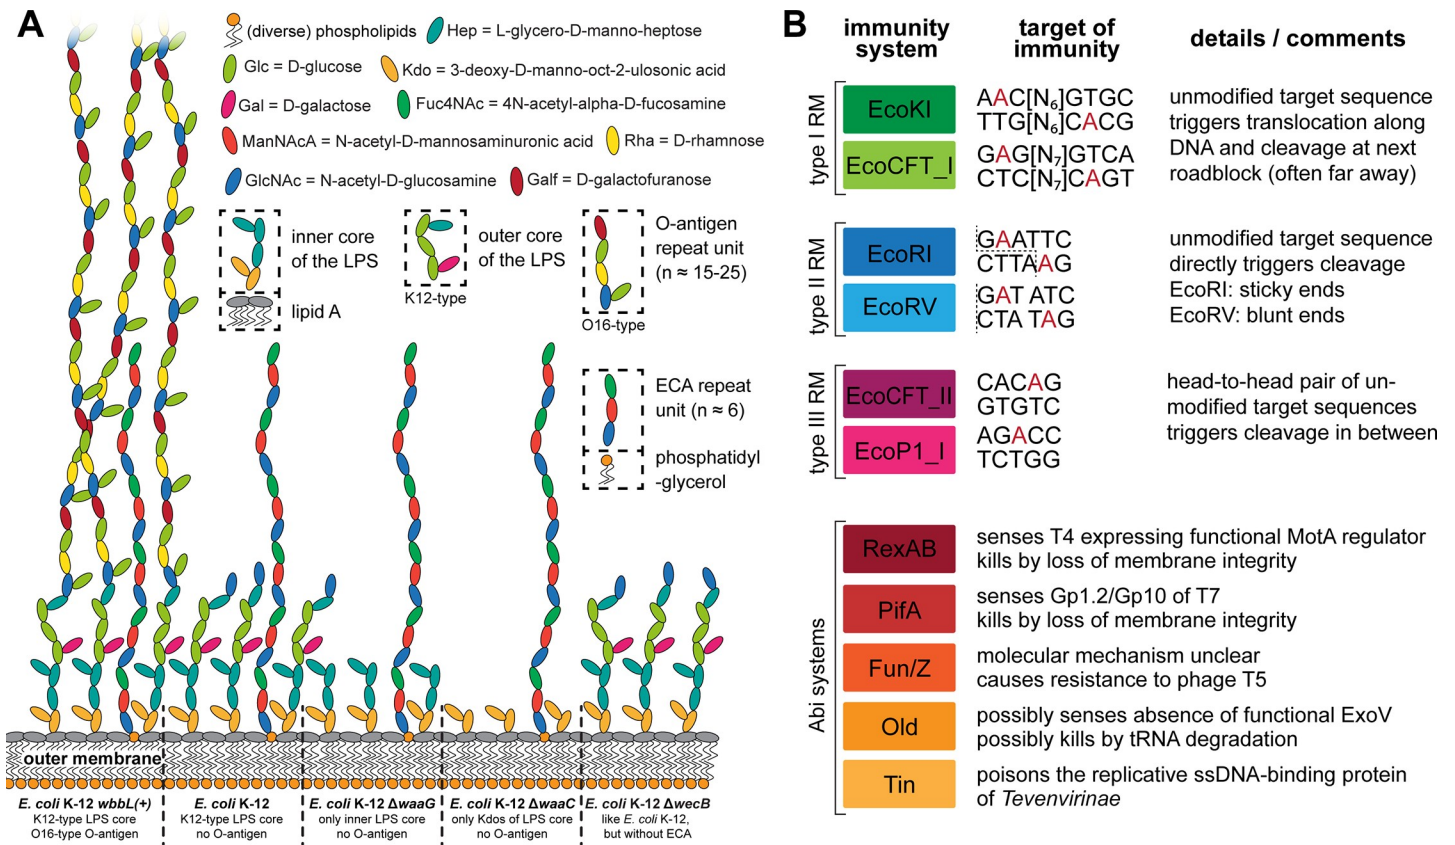 A
(diverse) phospholipids
Hep = L-glycero-D-manno-heptose
Glc = D-glucose
Kdo = 3-deoxy-D-manno-oct-2-ulosonic acid
Gal = D-galactose
Fuc4NAc = 4N-acetyl-alpha-D-fucosamine
ManNAcA = N-acetyl-D-mannosaminuronic acid
Rha = D-rhamnose
GlcNAc = N-acetyl-D-glucosamine
Galf = D-galactofuranose
inner core
of the LPS
lipid A
outer core
of the LPS
K12-type
O-antigen
repeat unit
(n ≈ 15-25)
O16-type
ECA repeat
unit (n ≈ 6)
phosphatidyl
-glycerol
outer membrane
E. coli K-12 wbbL(+)
K12-type LPS core
O16-type O-antigen
E. coli K-12
K12-type LPS core
no O-antigen
E. coli K-12 ΔwaaG
only inner LPS core
no O-antigen
E. coli K-12 ΔwaaC
only Kdos of LPS core
no O-antigen
E. coli K-12 ΔwecB
like E. coli K-12,
but without ECA
B
immunity
system
target of
immunity
details / comments
type I RM
EcoKI
AAC[N₆]GTGC
TTG[N₆]CACG
EcoCFT_I
GAG[N₇]GTCA
CTC[N₇]CAGT
unmodified target sequence
triggers translocation along
DNA and cleavage at next
roadblock (often far away)
type II RM
EcoRI
GAATTC
CTTAAG
EcoRV
GAT ATC
CTA TAG
unmodified target sequence
directly triggers cleavage
EcoRI: sticky ends
EcoRV: blunt ends
type III RM
EcoCFT_II
CACAG
GTGTC
EcoP1_I
AGACC
TCTGG
head-to-head pair of un-
modified target sequences
triggers cleavage in between
Abi systems
RexAB
senses T4 expressing functional MotA regulator
kills by loss of membrane integrity
PifA
senses Gp1.2/Gp10 of T7
kills by loss of membrane integrity
Fun/Z
molecular mechanism unclear
causes resistance to phage T5
Old
possibly senses absence of functional ExoV
possibly kills by tRNA degradation
Tin
poisons the replicative ssDNA-binding protein
of Tevenvirinae